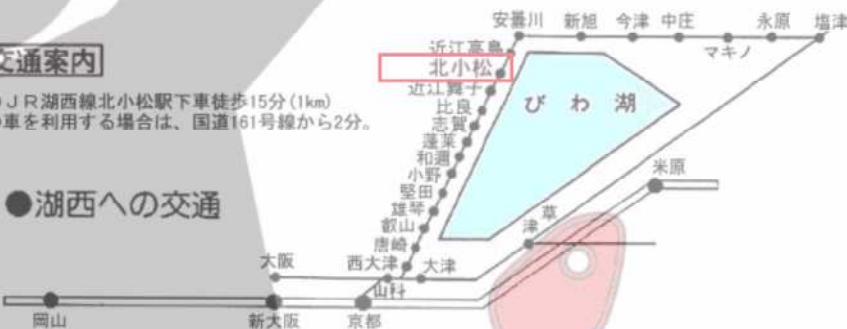 安曇川 新旭 今津 中庄 マキノ 永原 塩津
交通案内
近江高島
北小松
近江舞子
JR湖西線北小松駅下車徒歩15分(1km)
車を利用する場合は、国道161号線から2分。
比良
志賀
蓬莱
和邇
小野
堅田
雄琴
叡山
唐崎
びわ湖
米原
草津
●湖西への交通
大阪 西大津 大津
山科
岡山 新大阪 京都